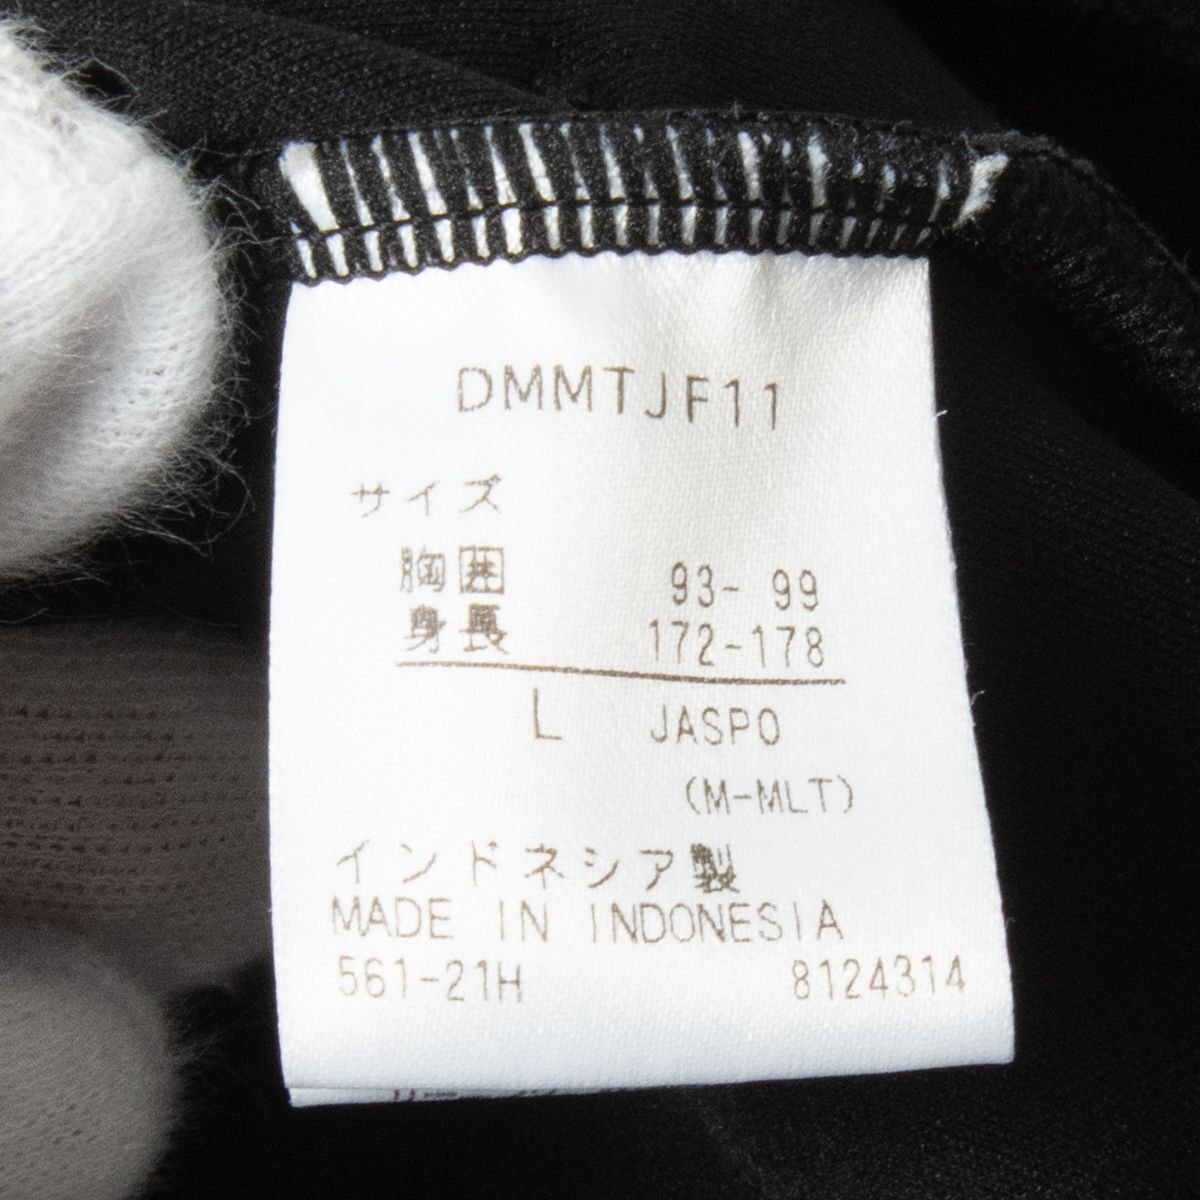 DMMTJF11
サイズ
胸囲 93- 99
身長 172-178
L JASPO
(M-MLT)
インドネシア製
MADE IN INDONESIA
561-21H 8124314